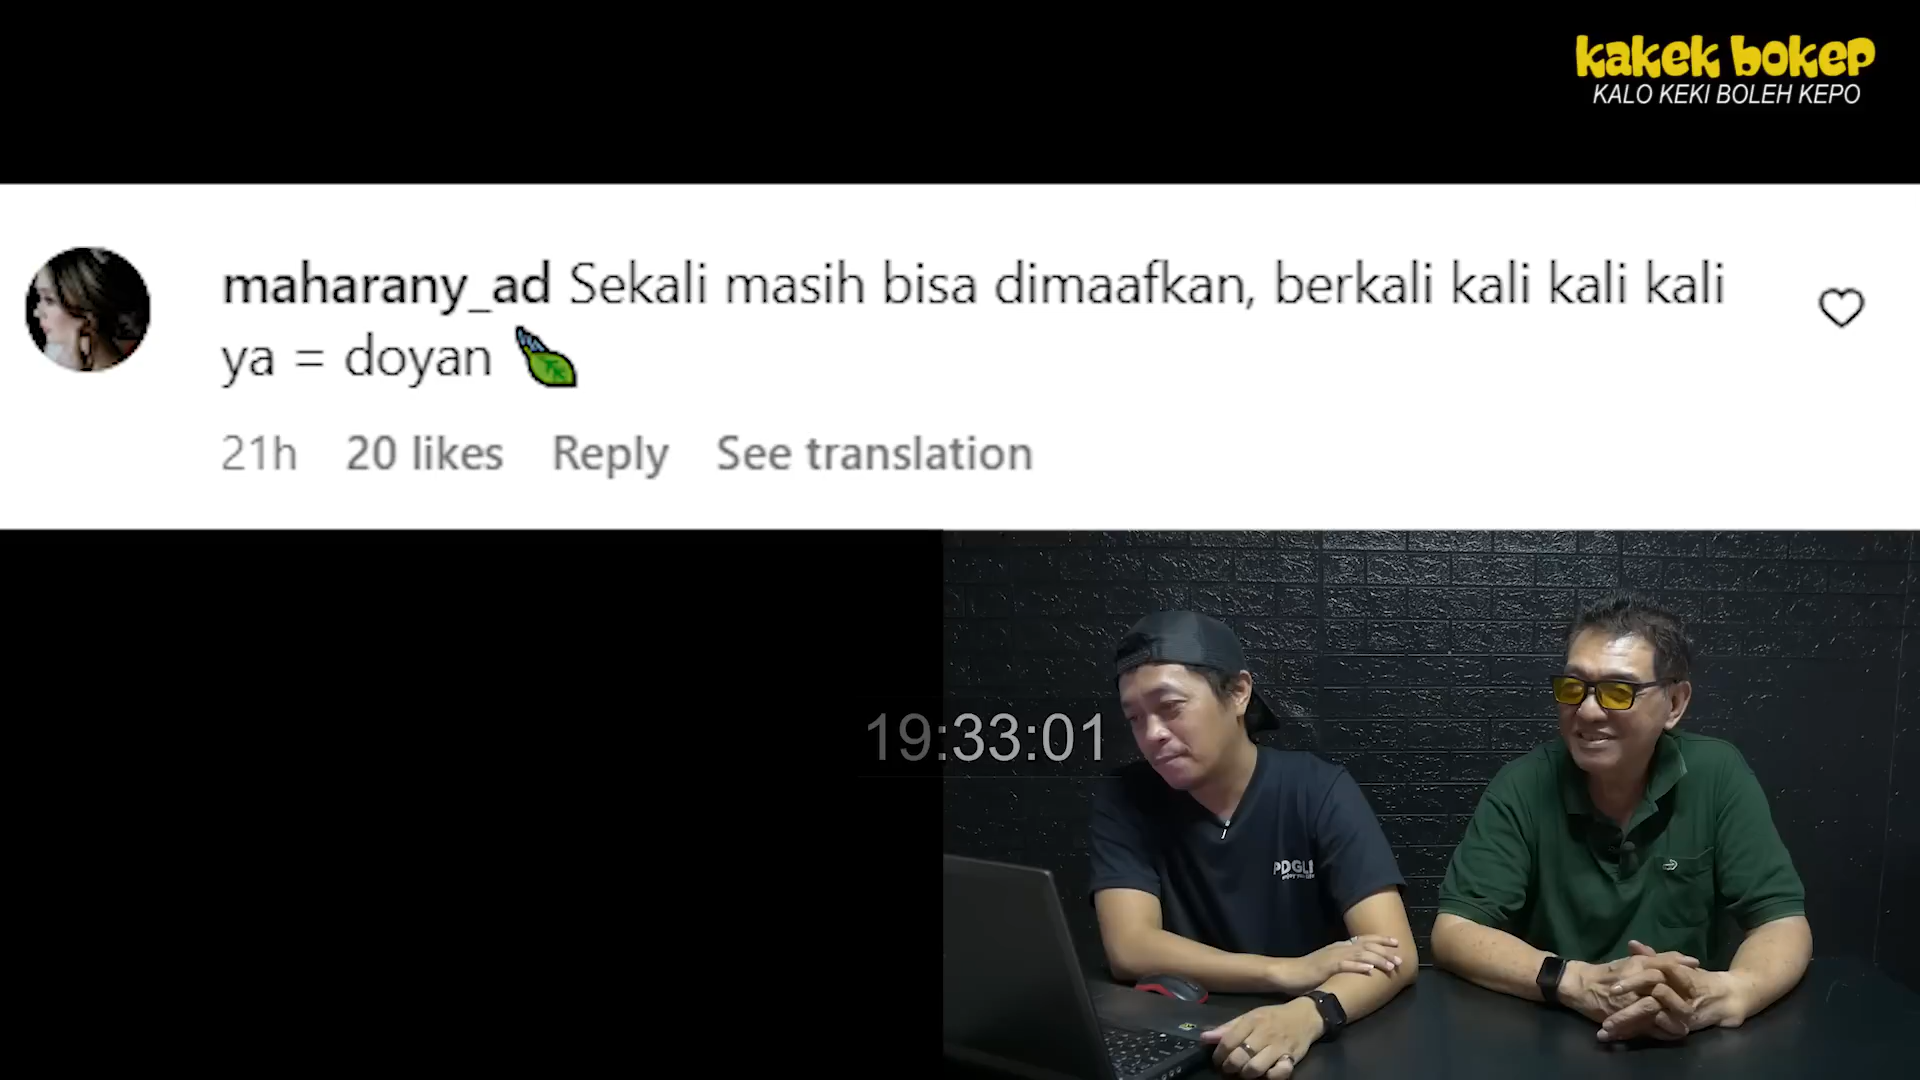 kakek bokep
KALO KEKI BOLEH KEPO
maharany_ad Sekali masih bisa dimaafkan, berkali kali kali kali
ya = doyan
21h 20 likes Reply See translation
19:33:01
PDGLI